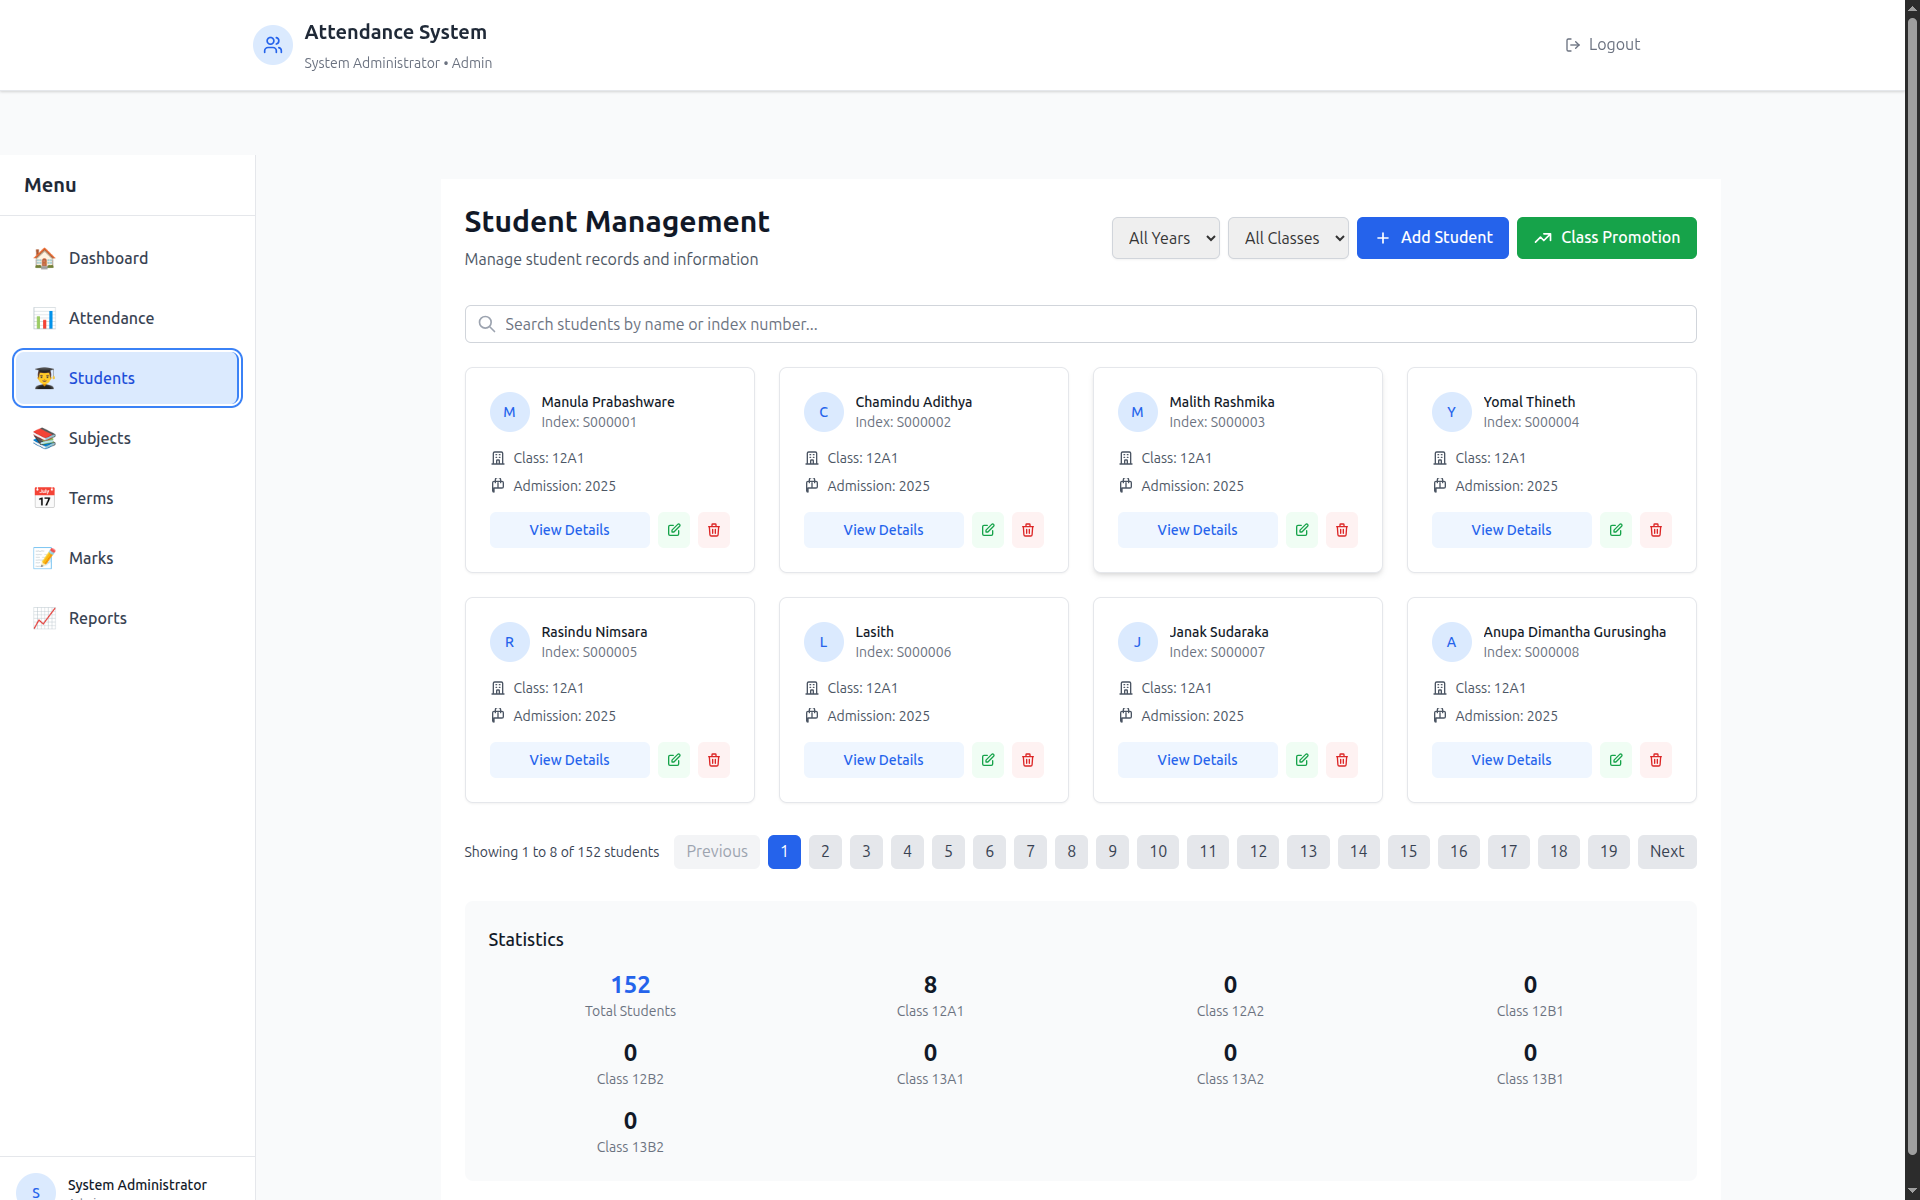 Attendance System
System Administrator • Admin
Logout
Menu
Dashboard
Attendance
Students
Subjects
Terms
Marks
Reports
S
System Administrator
Student Management
Manage student records and information
All Years
All Classes
+ Add Student
Class Promotion
Search students by name or index number...
M
Manula Prabashware
Index: S000001
Class: 12A1
Admission: 2025
View Details
C
Chamindu Adithya
Index: S000002
Class: 12A1
Admission: 2025
View Details
M
Malith Rashmika
Index: S000003
Class: 12A1
Admission: 2025
View Details
Y
Yomal Thineth
Index: S000004
Class: 12A1
Admission: 2025
View Details
R
Rasindu Nimsara
Index: S000005
Class: 12A1
Admission: 2025
View Details
L
Lasith
Index: S000006
Class: 12A1
Admission: 2025
View Details
J
Janak Sudaraka
Index: S000007
Class: 12A1
Admission: 2025
View Details
A
Anupa Dimantha Gurusingha
Index: S000008
Class: 12A1
Admission: 2025
View Details
Showing 1 to 8 of 152 students Previous 1 2 3 4 5 6 7 8 9 10 11 12 13 14 15 16 17 18 19 Next
Statistics
152
Total Students
8
Class 12A1
0
Class 12A2
0
Class 12B1
0
Class 12B2
0
Class 13A1
0
Class 13A2
0
Class 13B1
0
Class 13B2